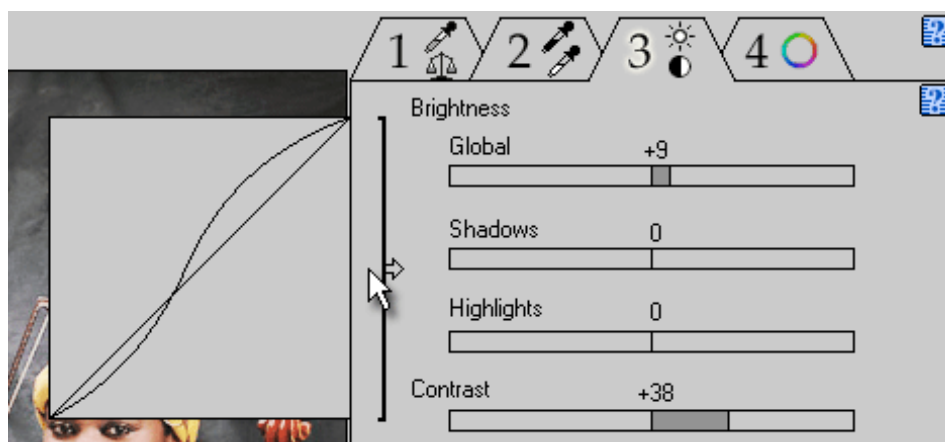 1 2 3 4
Brightness
Global +9
Shadows 0
Highlights 0
Contrast +38